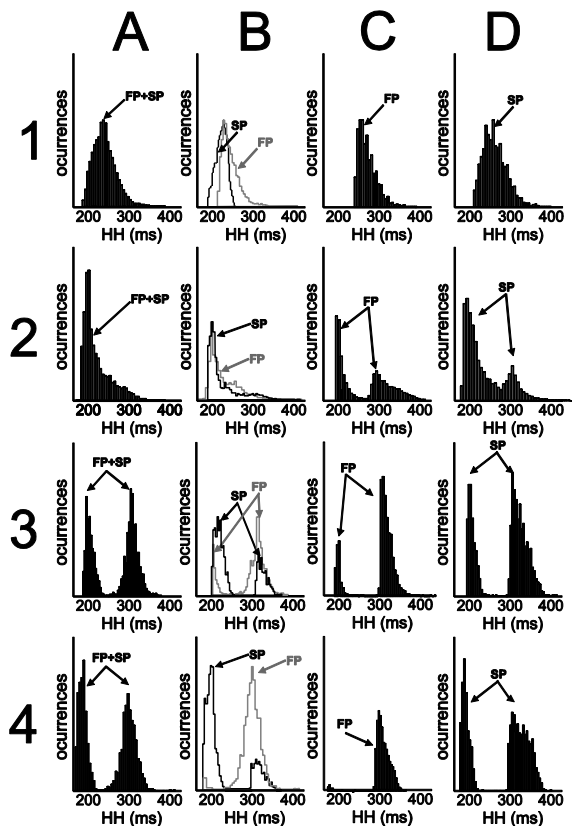 A B C D
1
ocurrences ocurrences ocurrences ocurrences
FP+SP SP FP FP SP
200 300 400 200 300 400 200 300 400 200 300 400
HH (ms) HH (ms) HH (ms) HH (ms)
2
ocurrences ocurrences ocurrences ocurrences
FP+SP SP FP FP SP
200 300 400 200 300 400 200 300 400 200 300 400
HH (ms) HH (ms) HH (ms) HH (ms)
3
ocurrences ocurrences ocurrences ocurrences
FP+SP SP FP FP SP
200 300 400 200 300 400 200 300 400 200 300 400
HH (ms) HH (ms) HH (ms) HH (ms)
4
ocurrences ocurrences ocurrences ocurrences
FP+SP SP FP FP SP
200 300 400 200 300 400 200 300 400 200 300 400
HH (ms) HH (ms) HH (ms) HH (ms)